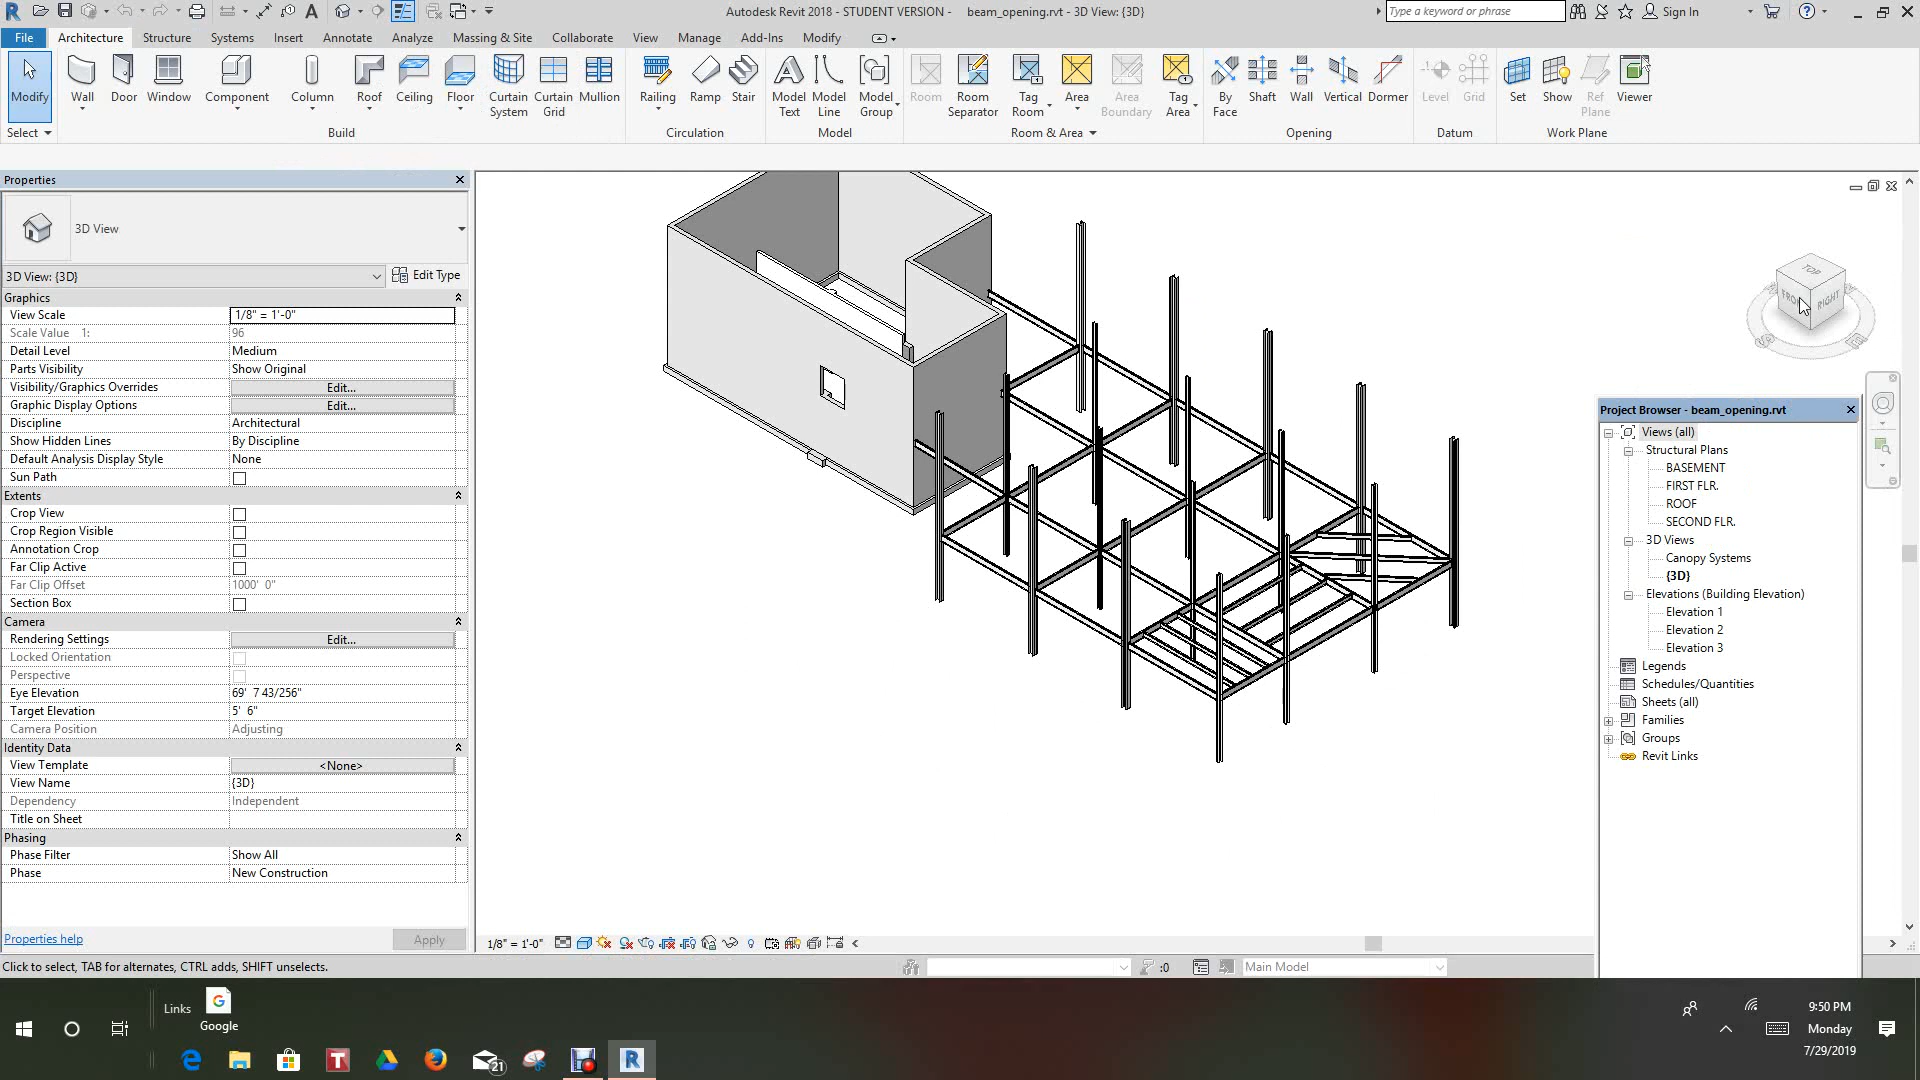 Autodesk Revit 2018 - STUDENT VERSION - beam_opening.rvt - 3D View: {3D}
Type a keyword or phrase
Sign In
File Architecture Structure Systems Insert Annotate Analyze Massing & Site Collaborate View Manage Add-Ins Modify
Modify Wall Door Window Component Column Roof Ceiling Floor Curtain System Curtain Grid Mullion Railing Ramp Stair Model Text Model Line Model Group Room Room Separator Tag Room Area Area Boundary Tag Area By Face Shaft Wall Vertical Dormer Level Grid Set Show Ref Plane Viewer
Select Build Circulation Model Room & Area Opening Datum Work Plane
Properties
3D View
3D View: {3D} Edit Type
Graphics
View Scale 1/8" = 1'-0"
Scale Value 1: 96
Detail Level Medium
Parts Visibility Show Original
Visibility/Graphics Overrides Edit...
Graphic Display Options Edit...
Discipline Architectural
Show Hidden Lines By Discipline
Default Analysis Display Style None
Sun Path
Extents
Crop View
Crop Region Visible
Annotation Crop
Far Clip Active
Far Clip Offset 1000' 0"
Section Box
Camera
Rendering Settings Edit...
Locked Orientation
Perspective
Eye Elevation 69' 7 43/256"
Target Elevation 5' 6"
Camera Position Adjusting
Identity Data
View Template <None>
View Name {3D}
Dependency Independent
Title on Sheet
Phasing
Phase Filter Show All
Phase New Construction
Properties help Apply
TOP
RIGHT
Project Browser - beam_opening.rvt
Views (all)
Structural Plans
BASEMENT
FIRST FLR.
ROOF
SECOND FLR.
3D Views
Canopy Systems
{3D}
Elevations (Building Elevation)
Elevation 1
Elevation 2
Elevation 3
Legends
Schedules/Quantities
Sheets (all)
Families
Groups
Revit Links
1/8" = 1'-0"
Click to select, TAB for alternates, CTRL adds, SHIFT unselects.
:0
Main Model
Links
Google
21
9:50 PM
Monday
7/29/2019